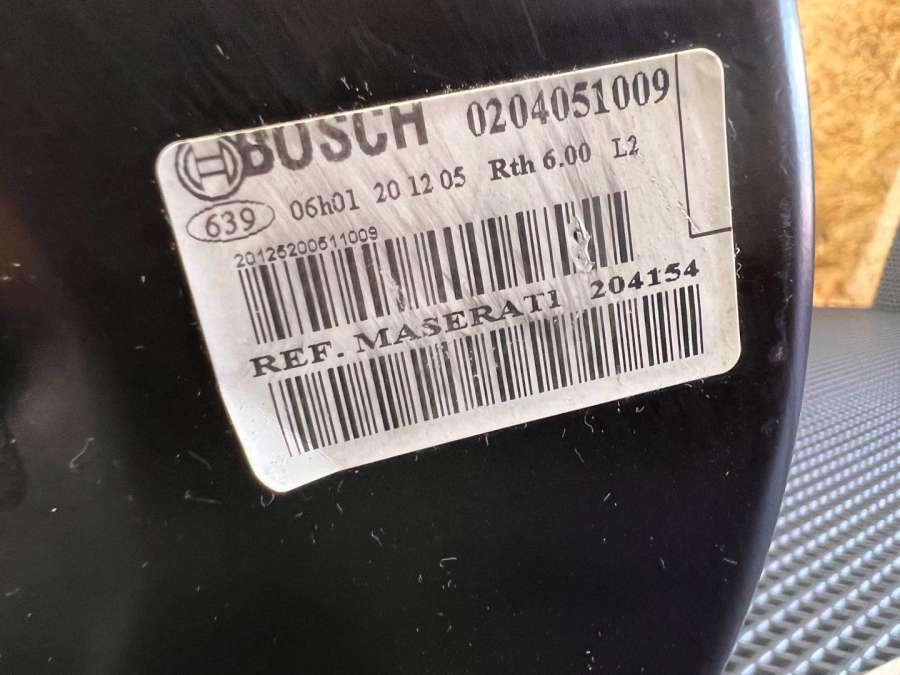 BOSCH 0204051009
639 06h01 20 12 05 Rth 6.00 L2
20125200511009
REF. MASERATI 204154